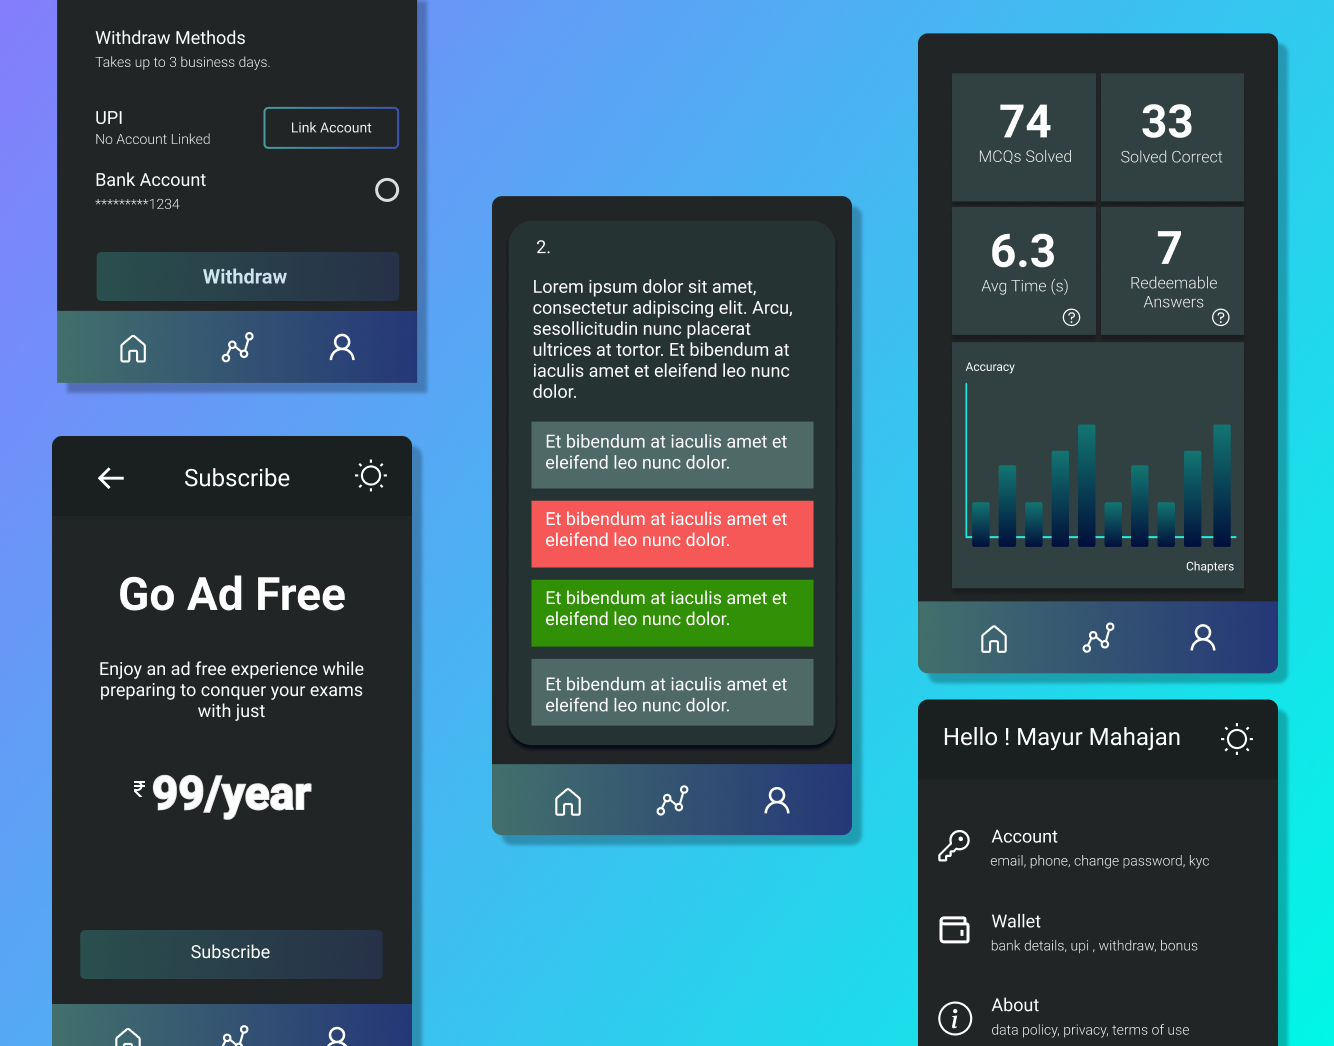 Withdraw Methods
Takes up to 3 business days.
UPI
No Account Linked
Link Account
Bank Account
*********1234
Withdraw
Subscribe
Go Ad Free
Enjoy an ad free experience while
preparing to conquer your exams
with just
₹ 99/year
Subscribe
2.
Lorem ipsum dolor sit amet,
consectetur adipiscing elit. Arcu,
sesollicitudin nunc placerat
ultrices at tortor. Et bibendum at
iaculis amet et eleifend leo nunc
dolor.
Et bibendum at iaculis amet et
eleifend leo nunc dolor.
Et bibendum at iaculis amet et
eleifend leo nunc dolor.
Et bibendum at iaculis amet et
eleifend leo nunc dolor.
Et bibendum at iaculis amet et
eleifend leo nunc dolor.
74
MCQs Solved
33
Solved Correct
6.3
Avg Time (s)
?
7
Redeemable
Answers
?
Accuracy
Chapters
Hello ! Mayur Mahajan
Account
email, phone, change password, kyc
Wallet
bank details, upi , withdraw, bonus
About
data policy, privacy, terms of use